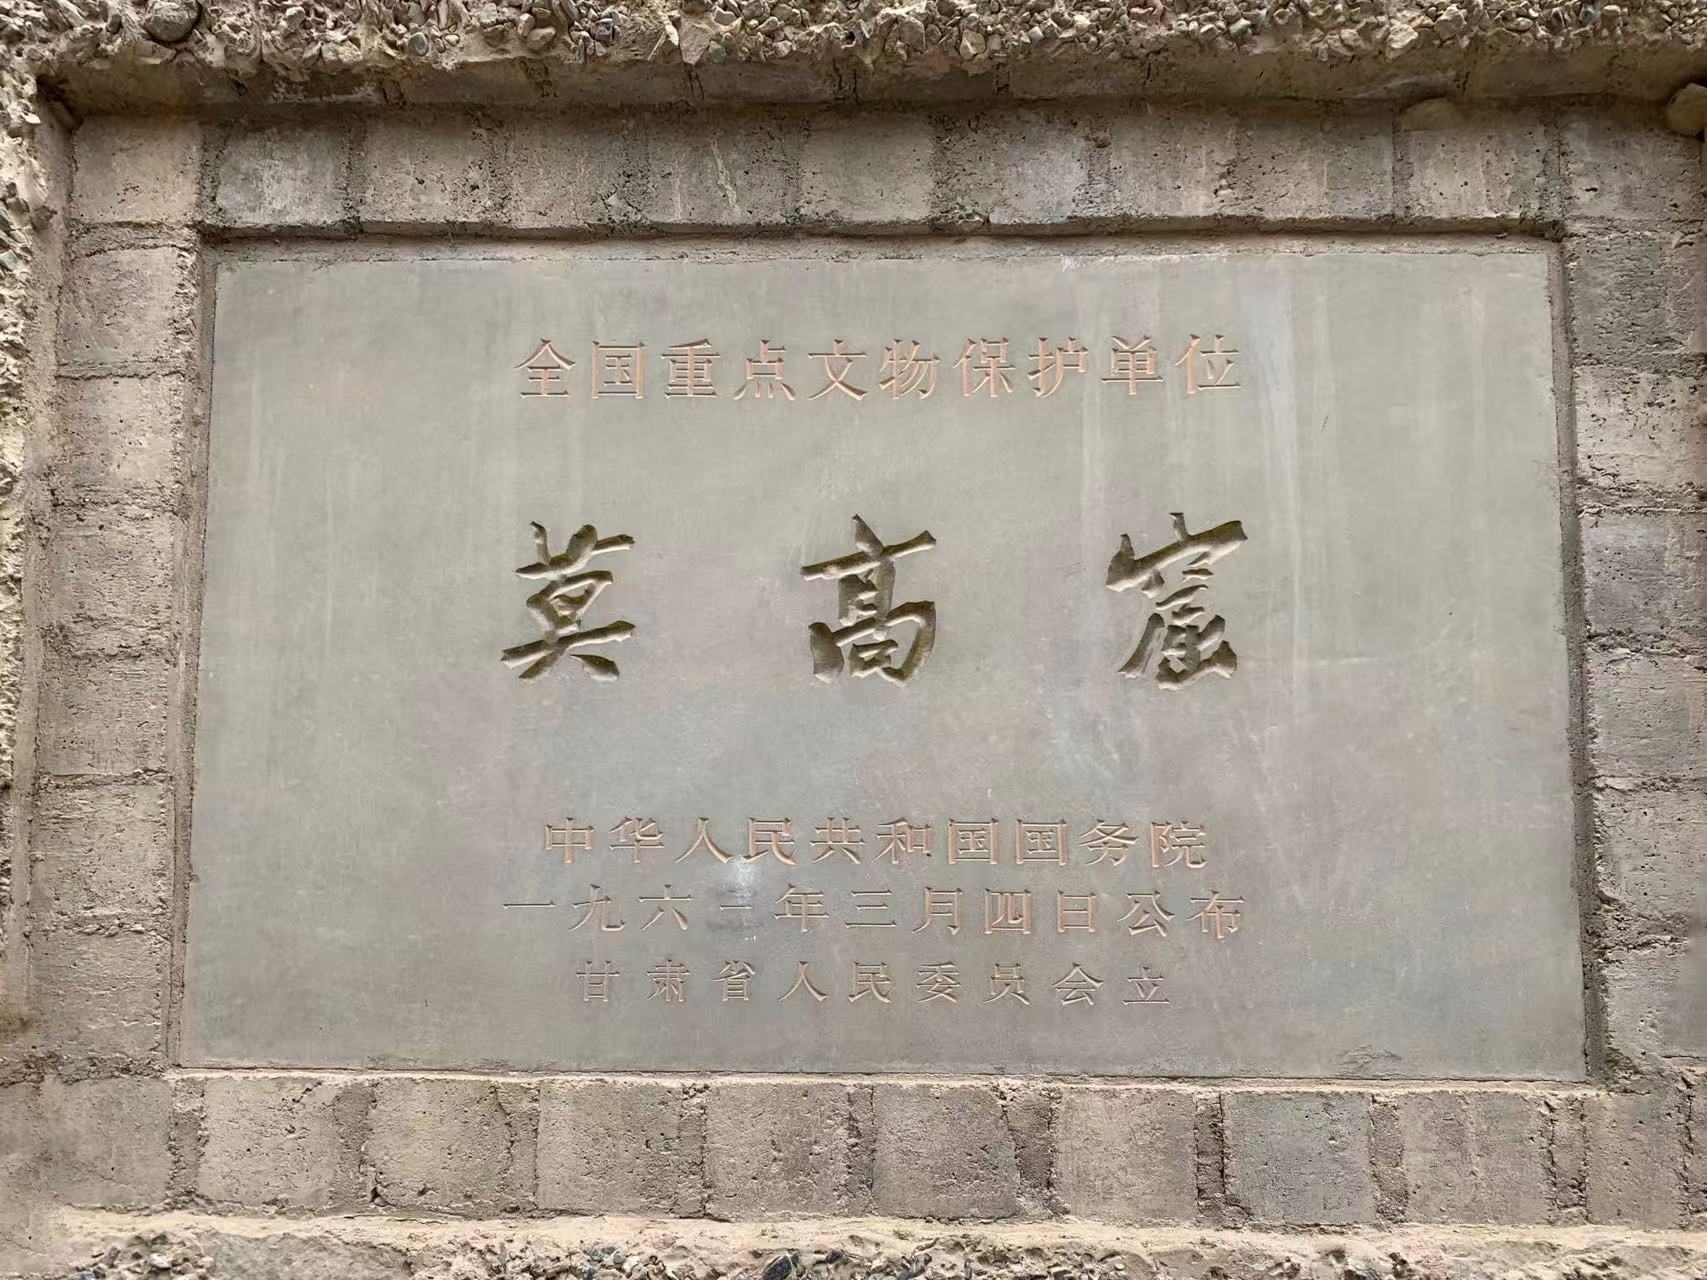 全国重点文物保护单位
莫高窟
中华人民共和国国务院
一九六一年三月四日公布
甘肃省人民委员会立